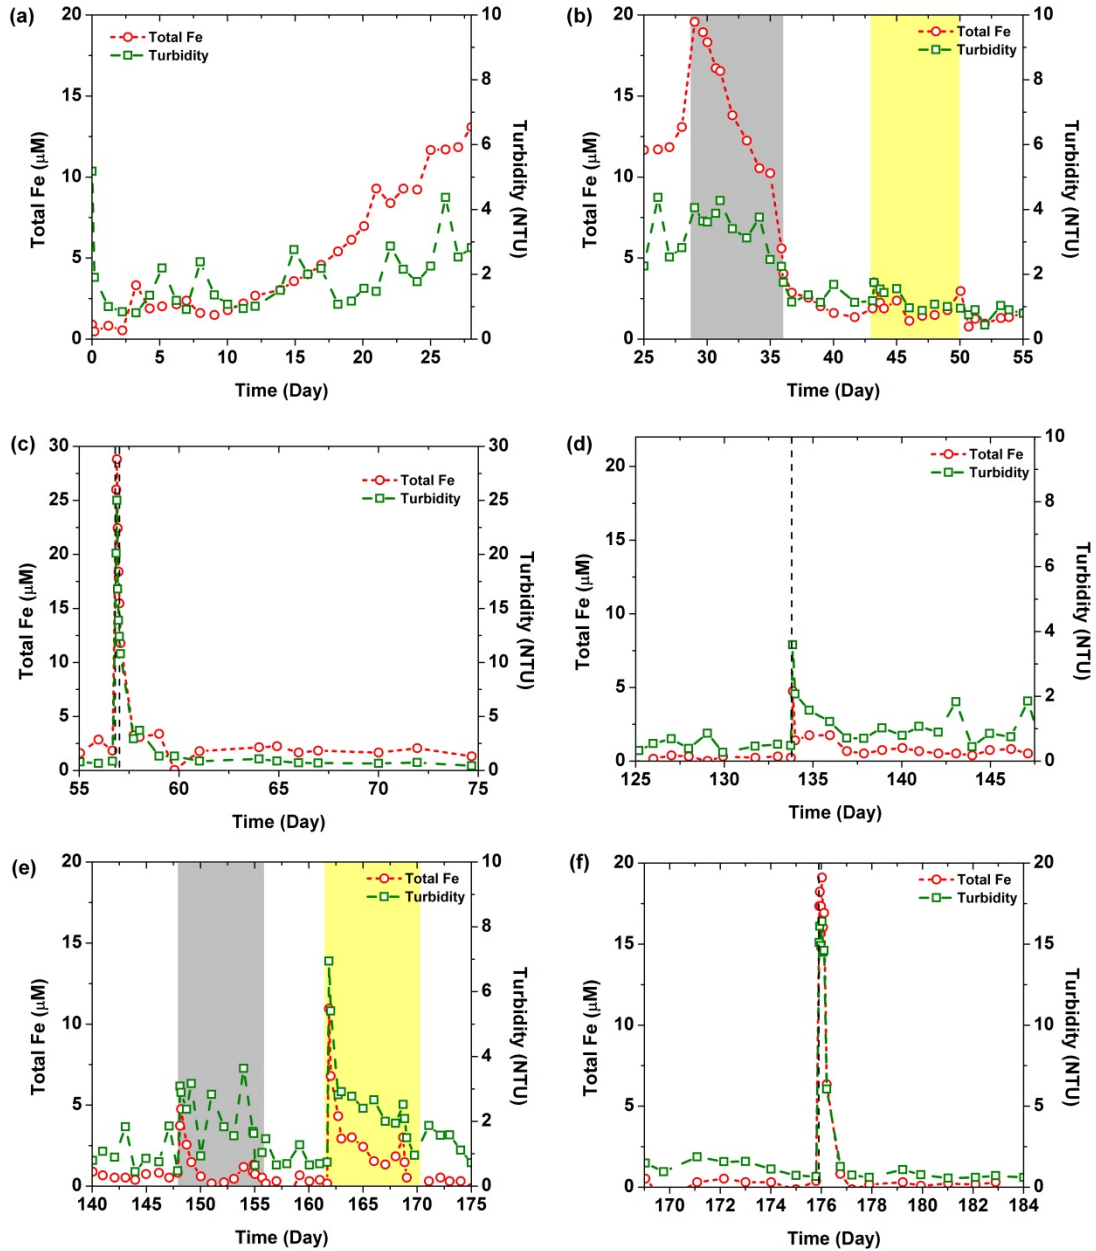 (a)
20
15
10
5
0
Total Fe (μM)
10
8
6
4
2
0
Turbidity (NTU)
Total Fe
Turbidity
0 5 10 15 20 25
Time (Day)
(b)
20
15
10
5
0
Total Fe (μM)
10
8
6
4
2
0
Turbidity (NTU)
Total Fe
Turbidity
25 30 35 40 45 50 55
Time (Day)
(c)
30
25
20
15
10
5
0
Total Fe (μM)
30
25
20
15
10
5
0
Turbidity (NTU)
Total Fe
Turbidity
55 60 65 70 75
Time (Day)
(d)
20
15
10
5
0
Total Fe (μM)
10
8
6
4
2
0
Turbidity (NTU)
Total Fe
Turbidity
125 130 135 140 145
Time (Day)
(e)
20
15
10
5
0
Total Fe (μM)
10
8
6
4
2
0
Turbidity (NTU)
Total Fe
Turbidity
140 145 150 155 160 165 170 175
Time (Day)
(f)
20
15
10
5
0
Total Fe (μM)
20
15
10
5
0
Turbidity (NTU)
Total Fe
Turbidity
170 172 174 176 178 180 182 184
Time (Day)